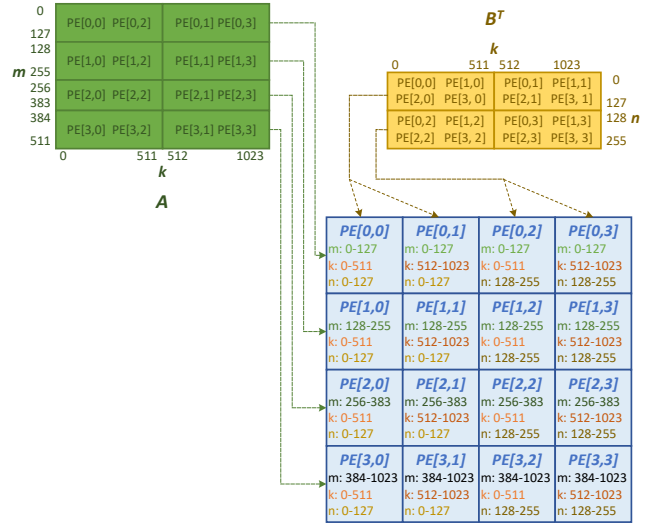 0
127
128
255
256
383
384
511
m
PE[0,0] PE[0,2] PE[0,1] PE[0,3]
PE[1,0] PE[1,2] PE[1,1] PE[1,3]
PE[2,0] PE[2,2] PE[2,1] PE[2,3]
PE[3,0] PE[3,2] PE[3,1] PE[3,3]
0 511 512 1023
k
A
B^T
k
0 511 512 1023
PE[0,0] PE[1,0] PE[0,1] PE[1,1]
PE[2,0] PE[3, 0] PE[2,1] PE[3, 1]
PE[0,2] PE[1,2] PE[0,3] PE[1,3]
PE[2,2] PE[3, 2] PE[2,3] PE[3, 3]
0
127
128
255
n
PE[0,0] PE[0,1] PE[0,2] PE[0,3]
m: 0-127 m: 0-127 m: 0-127 m: 0-127
k: 0-511 k: 512-1023 k: 0-511 k: 512-1023
n: 0-127 n: 0-127 n: 128-255 n: 128-255
PE[1,0] PE[1,1] PE[1,2] PE[1,3]
m: 128-255 m: 128-255 m: 128-255 m: 128-255
k: 0-511 k: 512-1023 k: 0-511 k: 512-1023
n: 0-127 n: 0-127 n: 128-255 n: 128-255
PE[2,0] PE[2,1] PE[2,2] PE[2,3]
m: 256-383 m: 256-383 m: 256-383 m: 256-383
k: 0-511 k: 512-1023 k: 0-511 k: 512-1023
n: 0-127 n: 0-127 n: 128-255 n: 128-255
PE[3,0] PE[3,1] PE[3,2] PE[3,3]
m: 384-1023 m: 384-1023 m: 384-1023 m: 384-1023
k: 0-511 k: 512-1023 k: 0-511 k: 512-1023
n: 0-127 n: 0-127 n: 128-255 n: 128-255